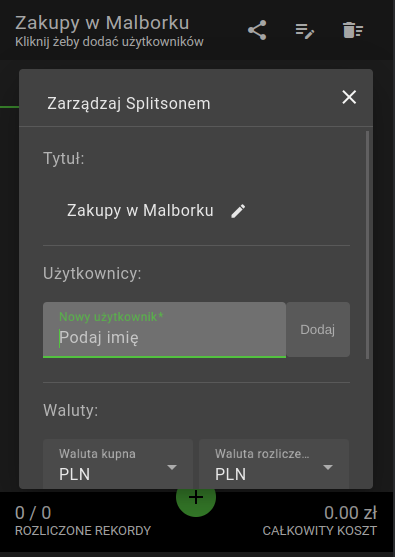 Zakupy w Malborku
Kliknij żeby dodać użytkowników
Zarządzaj Splitsonem
Tytuł:
Zakupy w Malborku
Użytkownicy:
Nowy użytkownik*
Podaj imię
Dodaj
Waluty:
Waluta kupna
PLN
Waluta rozlicze...
PLN
0 / 0
ROZLICZONE REKORDY
0.00 zł
CAŁKOWITY KOSZT